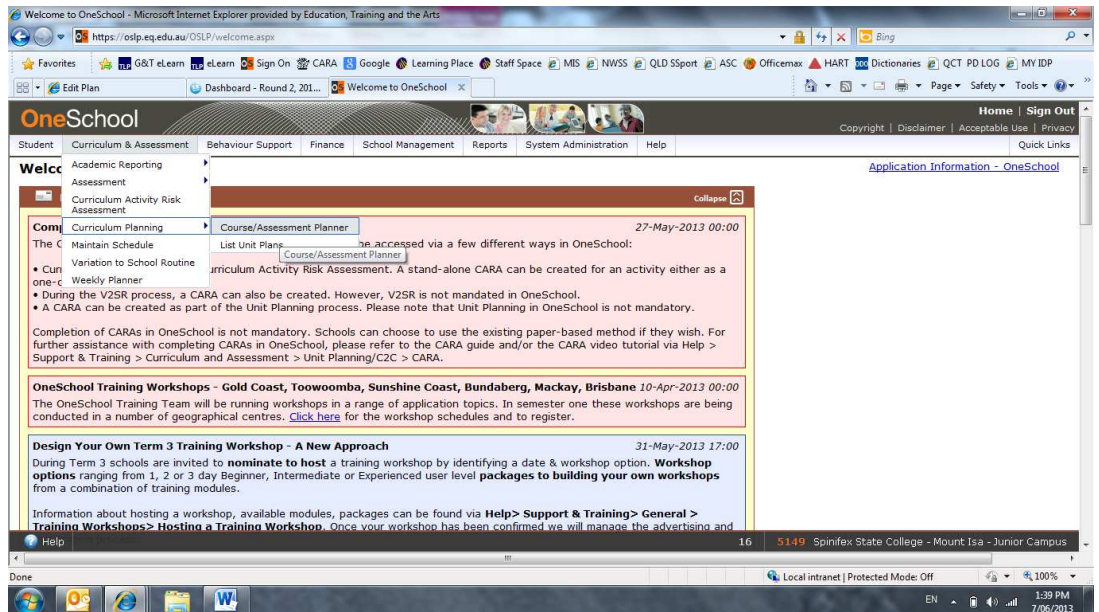 Welcome to OneSchool - Microsoft Internet Explorer provided by Education, Training and the Arts
https://oslp.eq.edu.au/OSLP/welcome.aspx
Bing
Favorites G&T eLearn eLearn Sign On CARA Google Learning Place Staff Space MIS NWSS QLD SSport ASC Officemax HART Dictionaries QCT PD LOG MY IDP
Edit Plan Dashboard - Round 2, 201... Welcome to OneSchool Page Safety Tools
OneSchool
Home | Sign Out
Copyright | Disclaimer | Acceptable Use | Privacy
Student Curriculum & Assessment Behaviour Support Finance School Management Reports System Administration Help Quick Links
Welc
Application Information - OneSchool
Academic Reporting
Assessment
Curriculum Activity Risk
Assessment
Curriculum Planning
Maintain Schedule
Variation to School Routine
Weekly Planner
Course/Assessment Planner
List Unit Plans
Course/Assessment Planner
Collapse
Comp 27-May-2013 00:00
The C be accessed via a few different ways in OneSchool:
• Curr urriculum Activity Risk Assessment. A stand-alone CARA can be created for an activity either as a
one-o
• During the V2SR process, a CARA can also be created. However, V2SR is not mandated in OneSchool.
• A CARA can be created as part of the Unit Planning process. Please note that Unit Planning in OneSchool is not mandatory.
Completion of CARAs in OneSchool is not mandatory. Schools can choose to use the existing paper-based method if they wish. For
further assistance with completing CARAs in OneSchool, please refer to the CARA guide and/or the CARA video tutorial via Help >
Support & Training > Curriculum and Assessment > Unit Planning/C2C > CARA.
OneSchool Training Workshops - Gold Coast, Toowoomba, Sunshine Coast, Bundaberg, Mackay, Brisbane 10-Apr-2013 00:00
The OneSchool Training Team will be running workshops in a range of application topics. In semester one these workshops are being
conducted in a number of geographical centres. Click here for the workshop schedules and to register.
Design Your Own Term 3 Training Workshop - A New Approach 31-May-2013 17:00
During Term 3 schools are invited to nominate to host a training workshop by identifying a date & workshop option. Workshop
options ranging from 1, 2 or 3 day Beginner, Intermediate or Experienced user level packages to building your own workshops
from a combination of training modules.
Information about hosting a workshop, available modules, packages can be found via Help> Support & Training> General >
Training Workshops> Hosting a Training Workshop. Once your workshop has been confirmed we will manage the advertising and
Help 16 5149 Spinifex State College - Mount Isa - Junior Campus
Done Local intranet | Protected Mode: Off 100%
EN 1:39 PM
7/06/2013